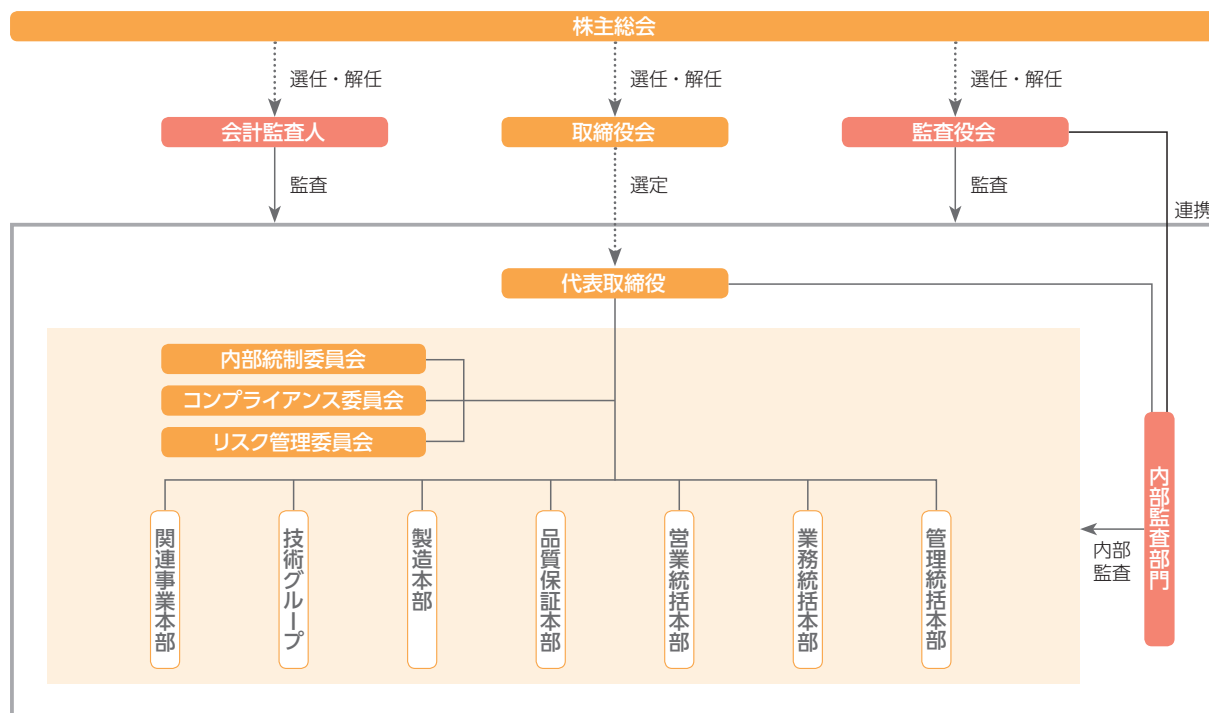 株主総会
選任・解任
選任・解任
選任・解任
会計監査人
取締役会
監査役会
監査
選定
監査
連携
代表取締役
内部統制委員会
コンプライアンス委員会
リスク管理委員会
関連事業本部
技術グループ
製造本部
品質保証本部
営業統括本部
業務統括本部
管理統括本部
内部
監査
内部監査部門